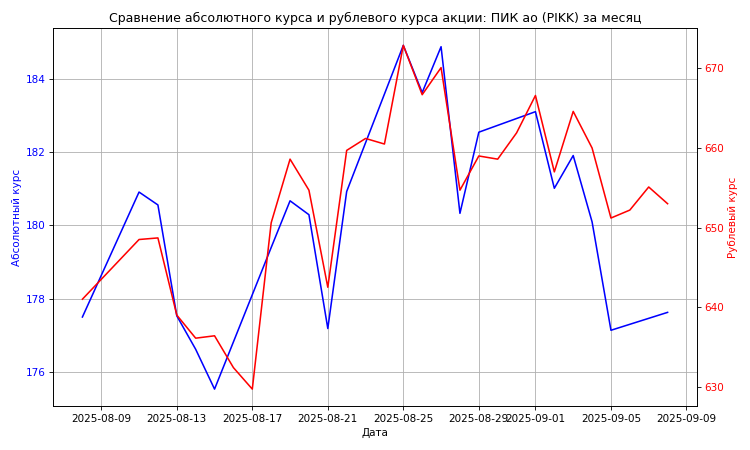 Сравнение абсолютного курса и рублевого курса акции: ПИК ао (PIKK) за месяц
Абсолютный курс
184
182
180
178
176
670
660
650
640
630
Рублевый курс
2025-08-09 2025-08-13 2025-08-17 2025-08-21 2025-08-25 2025-08-29 2025-09-01 2025-09-05 2025-09-09
Дата